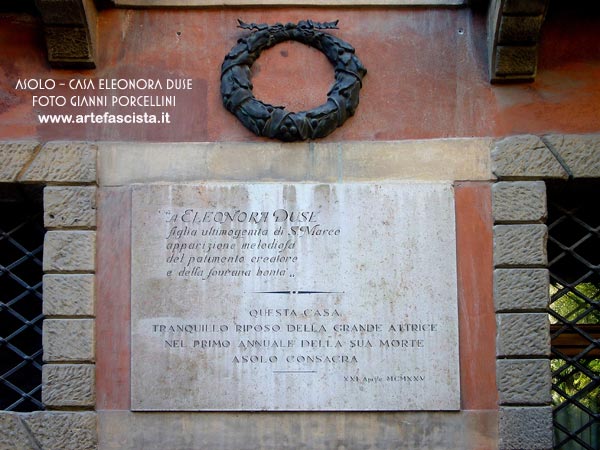 ASOLO – CASA ELEONORA DUSE
FOTO GIANNI PORCELLINI
www.artefascista.it
"A ELEONORA DUSE
figlia ultimogenita di S. Marco
apparizione melodiosa
del patimento creatore
e della sovrana bontà"
QUESTA CASA
TRANQUILLO RIPOSO DELLA GRANDE ATTRICE
NEL PRIMO ANNUALE DELLA SUA MORTE
ASOLO CONSACRA
XXI Aprile MCMXXV